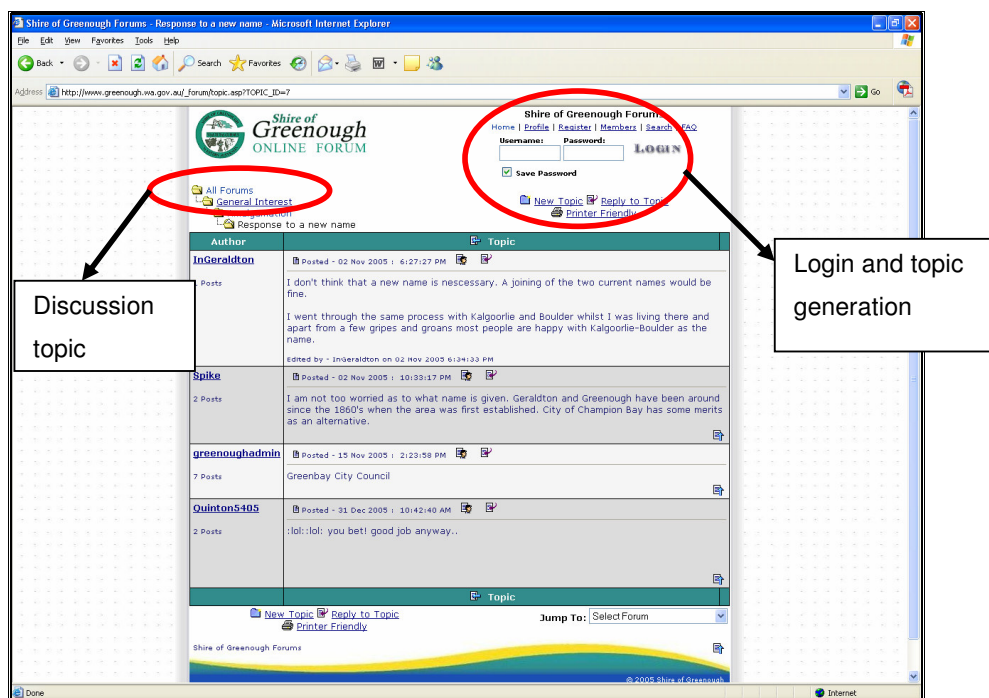 Shire of Greenough Forums - Response to a new name - Microsoft Internet Explorer
File Edit View Favorites Tools Help
Back Search Favorites
Address http://www.greenough.wa.gov.au/_forum/topic.asp?TOPIC_ID=7 Go
Shire of
Greenough
ONLINE FORUM
Shire of Greenough Forums
Home | Profile | Register | Members | Search | FAQ
Username: Password:
LOGIN
Save Password
All Forums
General Interest
Response to a new name
New Topic Reply to Topic
Printer Friendly
Discussion
topic
Login and topic
generation
Author Topic
InGeraldton
Posted - 02 Nov 2005 : 6:27:27 PM
Posts
I don't think that a new name is nescessary. A joining of the two current names would be
fine.
I went through the same process with Kalgoorlie and Boulder whilst I was living there and
apart from a few gripes and groans most people are happy with Kalgoorlie-Boulder as the
name.
Edited by - InGeraldton on 02 Nov 2005 6:34:33 PM
Spike
Posted - 02 Nov 2005 : 10:33:17 PM
2 Posts
I am not too worried as to what name is given. Geraldton and Greenough have been around
since the 1860's when the area was first established. City of Champion Bay has some merits
as an alternative.
greenoughadmin
Posted - 15 Nov 2005 : 2:23:58 PM
7 Posts
Greenbay City Council
Quinton5405
Posted - 31 Dec 2005 : 10:42:40 AM
2 Posts
:lol::lol: you bet! good job anyway..
Topic
New Topic Reply to Topic
Printer Friendly
Jump To: Select Forum
Shire of Greenough Forums
© 2005 Shire of Greenough
Done Internet